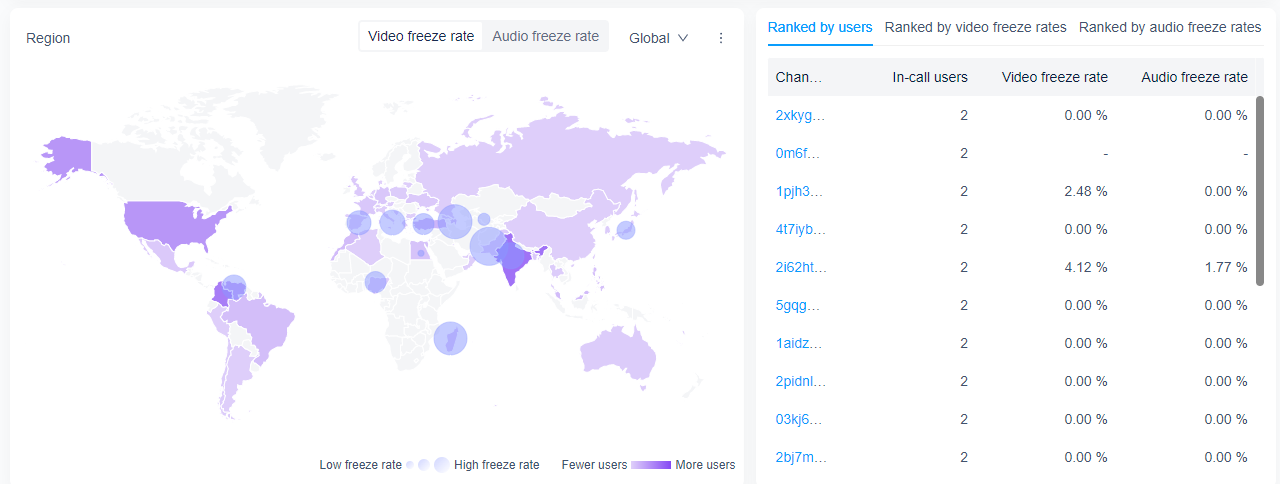 Region
Video freeze rate Audio freeze rate
Global
Low freeze rate High freeze rate Fewer users More users
Ranked by users Ranked by video freeze rates Ranked by audio freeze rates
Chan... In-call users Video freeze rate Audio freeze rate
2xkyg... 2 0.00 % 0.00 %
0m6f... 2 - -
1pjh3... 2 2.48 % 0.00 %
4t7iyb... 2 0.00 % 0.00 %
2i62ht... 2 4.12 % 1.77 %
5gqg... 2 0.00 % 0.00 %
1aidz... 2 0.00 % 0.00 %
2pidnl... 2 0.00 % 0.00 %
03kj6... 2 0.00 % 0.00 %
2bj7m... 2 0.00 % 0.00 %